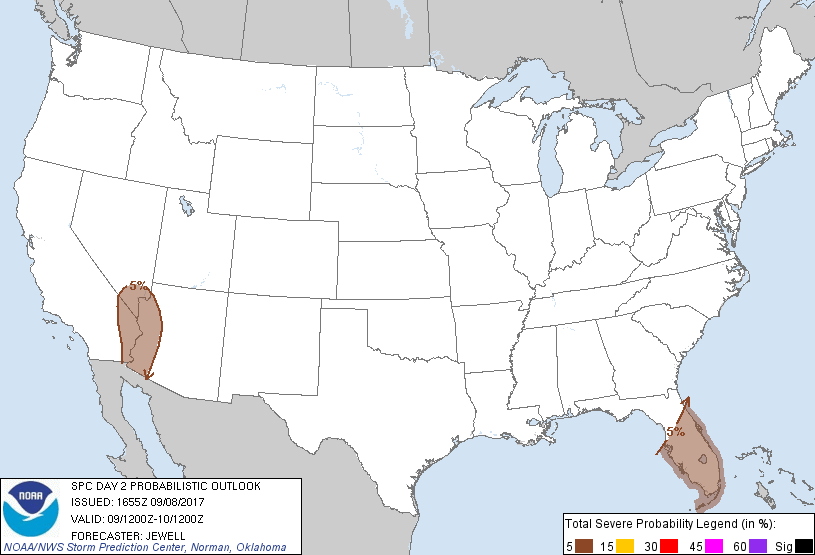 5%
5%
NOAA
SPC DAY 2 PROBABILISTIC OUTLOOK
ISSUED: 1655Z 09/08/2017
VALID: 09/1200Z-10/1200Z
FORECASTER: JEWELL
NOAA/NWS Storm Prediction Center, Norman, Oklahoma
Total Severe Probability Legend (in %):
5 15 30 45 60 Sig